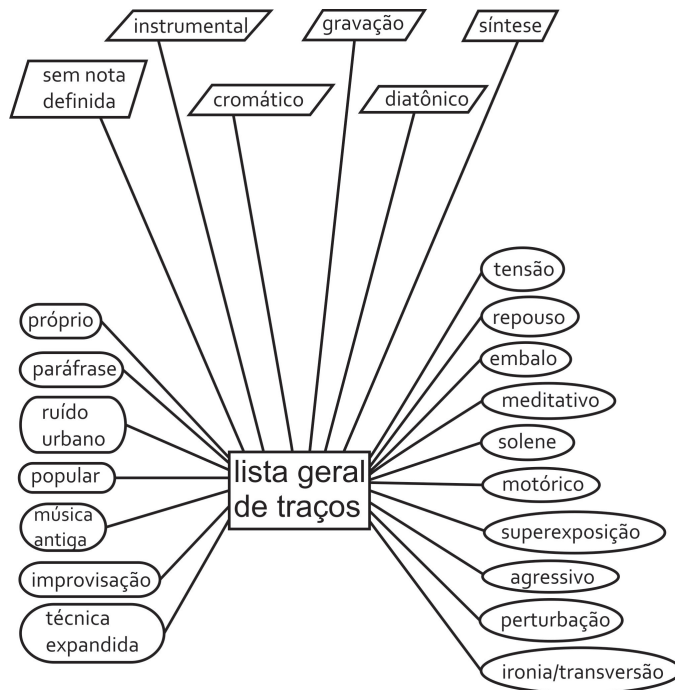 instrumental
gravação
síntese
sem nota
definida
cromático
diatônico
tensão
repouso
embalo
meditativo
solene
motórico
superexposição
agressivo
perturbação
ironia/transversão
próprio
paráfrase
ruído
urbano
popular
música
antiga
improvisação
técnica
expandida
lista geral
de traços